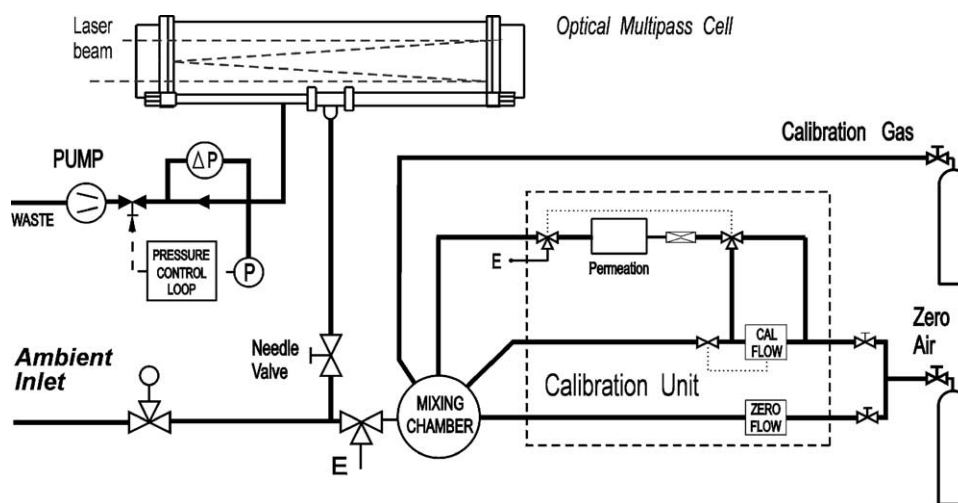 Laser
beam
Optical Multipass Cell
Calibration Gas
PUMP
Δ P
WASTE
PRESSURE
CONTROL
LOOP
P
E
Permeation
Zero
Air
Ambient
Inlet
Needle
Valve
CAL
FLOW
Calibration Unit
MIXING
CHAMBER
ZERO
FLOW
E